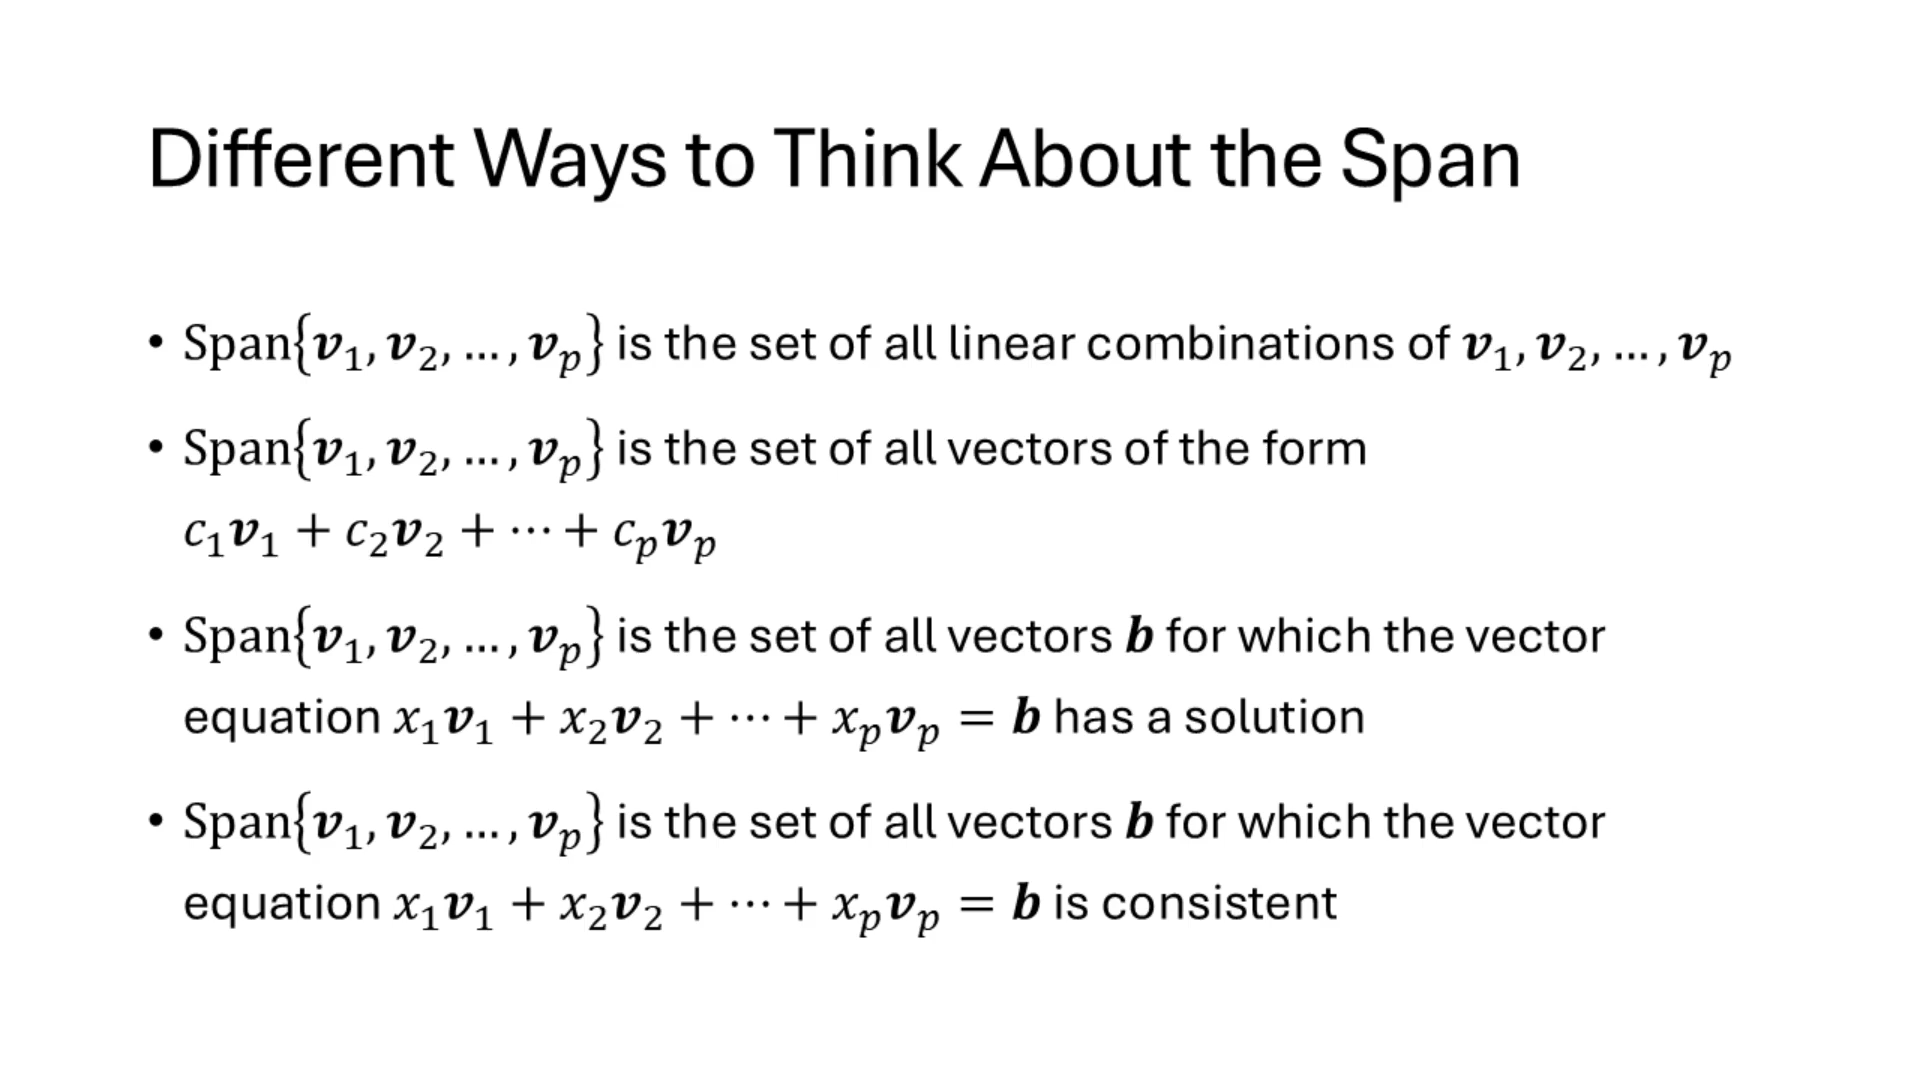 Different Ways to Think About the Span
• Span{𝒗₁, 𝒗₂, …, 𝒗ₚ} is the set of all linear combinations of 𝒗₁, 𝒗₂, …, 𝒗ₚ
• Span{𝒗₁, 𝒗₂, …, 𝒗ₚ} is the set of all vectors of the form
𝑐₁𝒗₁ + 𝑐₂𝒗₂ + ⋯ + 𝑐ₚ𝒗ₚ
• Span{𝒗₁, 𝒗₂, …, 𝒗ₚ} is the set of all vectors 𝒃 for which the vector
equation 𝑥₁𝒗₁ + 𝑥₂𝒗₂ + ⋯ + 𝑥ₚ𝒗ₚ = 𝒃 has a solution
• Span{𝒗₁, 𝒗₂, …, 𝒗ₚ} is the set of all vectors 𝒃 for which the vector
equation 𝑥₁𝒗₁ + 𝑥₂𝒗₂ + ⋯ + 𝑥ₚ𝒗ₚ = 𝒃 is consistent